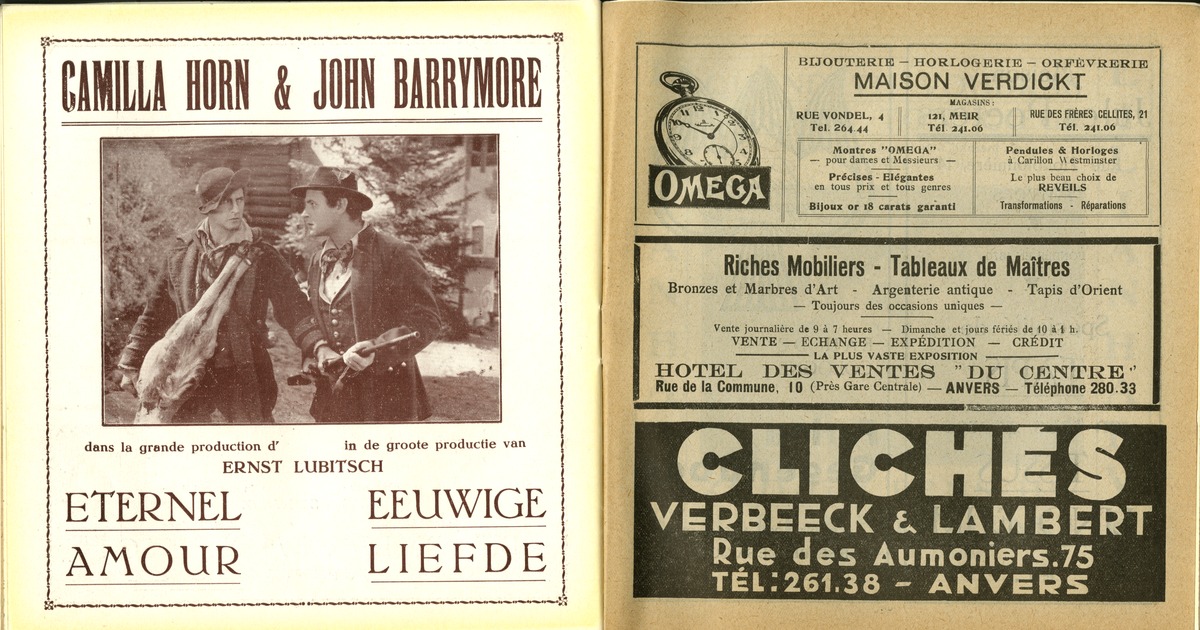 CAMILLA HORN & JOHN BARRYMORE
dans la grande production d'
in de groote productie van
ERNST LUBITSCH
ETERNEL
AMOUR
EEUWIGE
LIEFDE
OMEGA
BIJOUTERIE — HORLOGERIE — ORFÈVRERIE
MAISON VERDICKT
MAGASINS:
RUE VONDEL, 4
Tel. 264.44
121, MEIR
Tél. 241.06
RUE DES FRÈRES CELLITES, 21
Tél. 241.06
Montres "OMEGA"
— pour dames et Messieurs —
Précises - Elégantes
en tous prix et tous genres
Bijoux or 18 carats garanti
Pendules & Horloges
à Carillon Westminster
Le plus beau choix de
REVEILS
Transformations - Réparations
Riches Mobiliers - Tableaux de Maîtres
Bronzes et Marbres d'Art - Argenterie antique - Tapis d'Orient
— Toujours des occasions uniques —
Vente journalière de 9 à 7 heures — Dimanche et jours fériés de 10 à 1 h.
VENTE — ECHANGE — EXPÉDITION — CRÉDIT
LA PLUS VASTE EXPOSITION
HOTEL DES VENTES "DU CENTRE"
Rue de la Commune, 10 (Près Gare Centrale) — ANVERS — Téléphone 280.33
CLICHÉS
VERBEECK & LAMBERT
Rue des Aumoniers.75
TÉL:261.38 - ANVERS